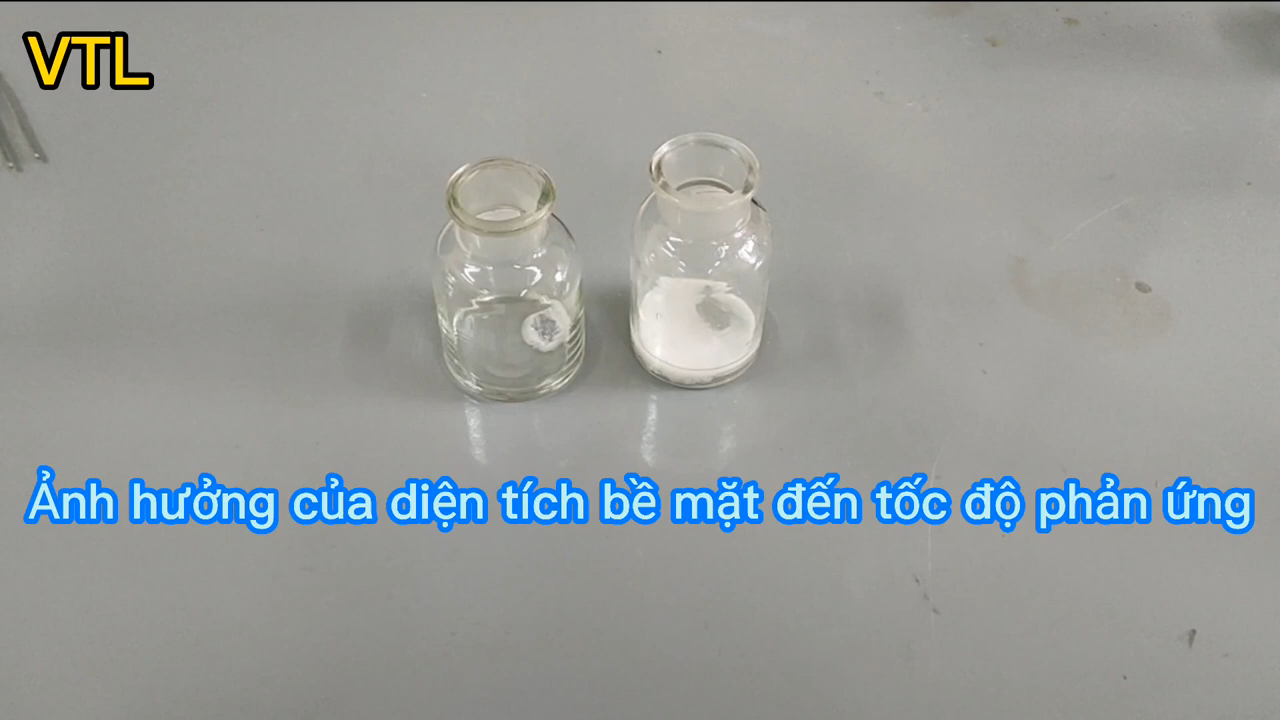 VTL
Ảnh hưởng của diện tích bề mặt đến tốc độ phản ứng